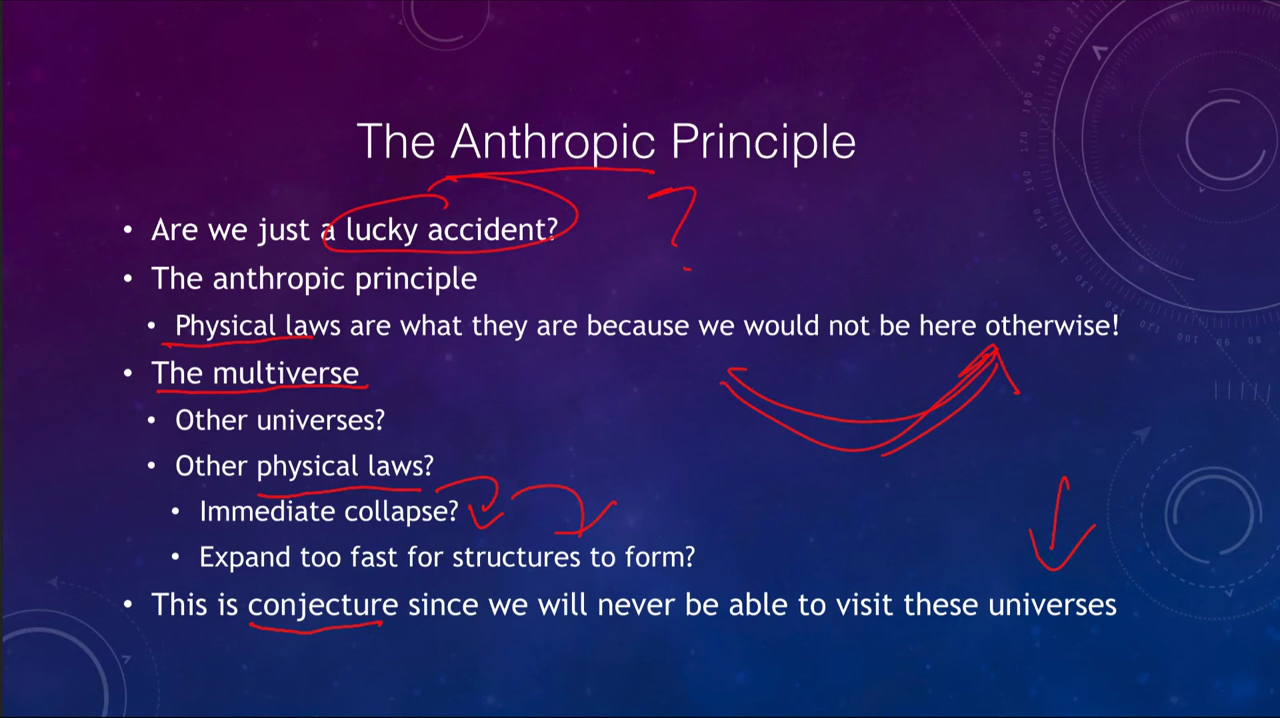 The Anthropic Principle
• Are we just a lucky accident?
?
• The anthropic principle
• Physical laws are what they are because we would not be here otherwise!
• The multiverse
• Other universes?
• Other physical laws?
• Immediate collapse?
• Expand too fast for structures to form?
• This is conjecture since we will never be able to visit these universes